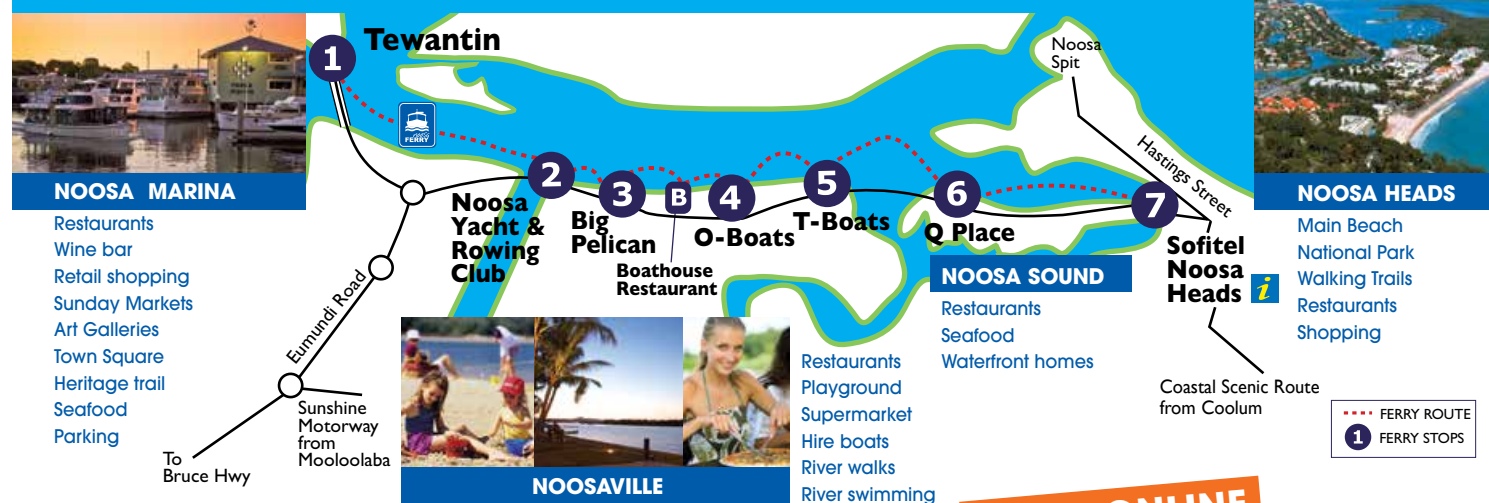 1
Tewantin
noosa
FERRY
NOOSA MARINA
Restaurants
Wine bar
Retail shopping
Sunday Markets
Art Galleries
Town Square
Heritage trail
Seafood
Parking
To
Bruce Hwy
Eumundi Road
Sunshine
Motorway
from
Mooloolaba
2
Noosa
Yacht &
Rowing
Club
3
Big
Pelican
B
Boathouse
Restaurant
4
O-Boats
5
T-Boats
6
Q Place
7
Sofitel
Noosa
Heads
i
Noosa
Spit
Hastings Street
Coastal Scenic Route
from Coolum
NOOSAVILLE
Restaurants
Playground
Supermarket
Hire boats
River walks
River swimming
NOOSA SOUND
Restaurants
Seafood
Waterfront homes
NOOSA HEADS
Main Beach
National Park
Walking Trails
Restaurants
Shopping
FERRY ROUTE
1 FERRY STOPS
ONLINE